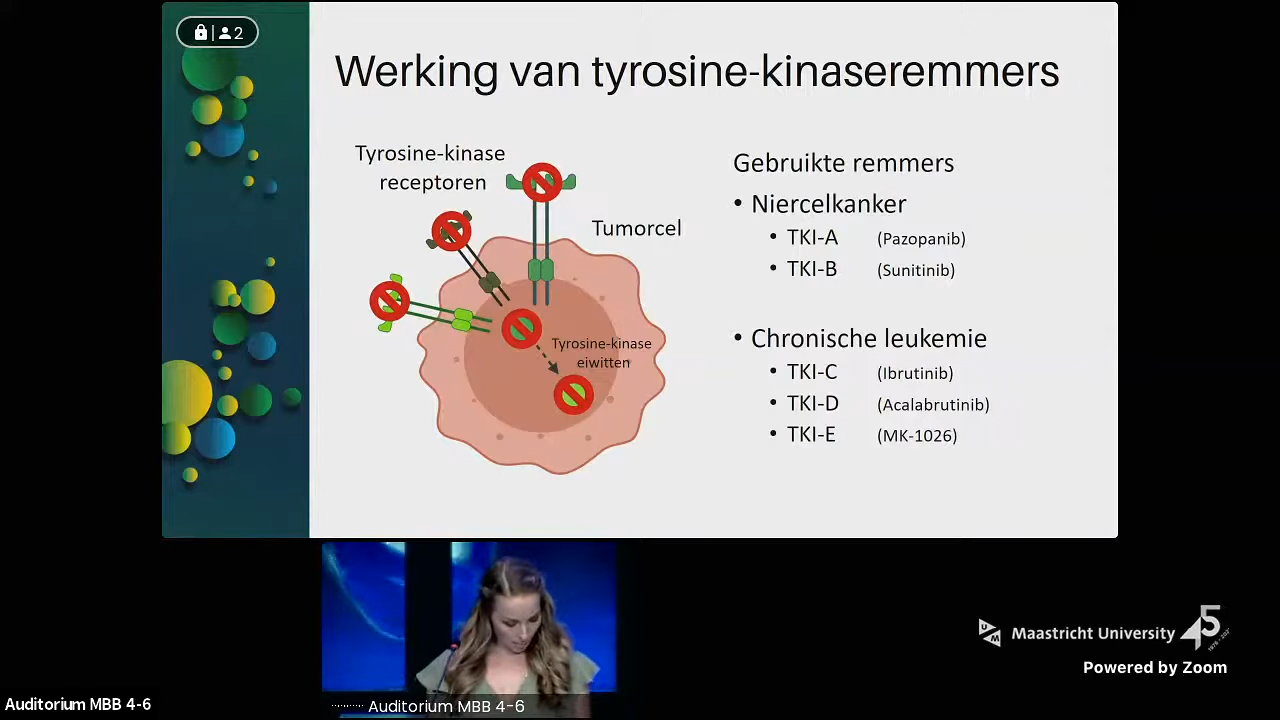 2
Werking van tyrosine-kinaseremmers
Tyrosine-kinase
receptoren
Tumorcel
Tyrosine-kinase
eiwitten
Gebruikte remmers
• Niercelkanker
• TKI-A (Pazopanib)
• TKI-B (Sunitinib)
• Chronische leukemie
• TKI-C (Ibrutinib)
• TKI-D (Acalabrutinib)
• TKI-E (MK-1026)
Maastricht University 45
Powered by Zoom
Auditorium MBB 4-6
Auditorium MBB 4-6